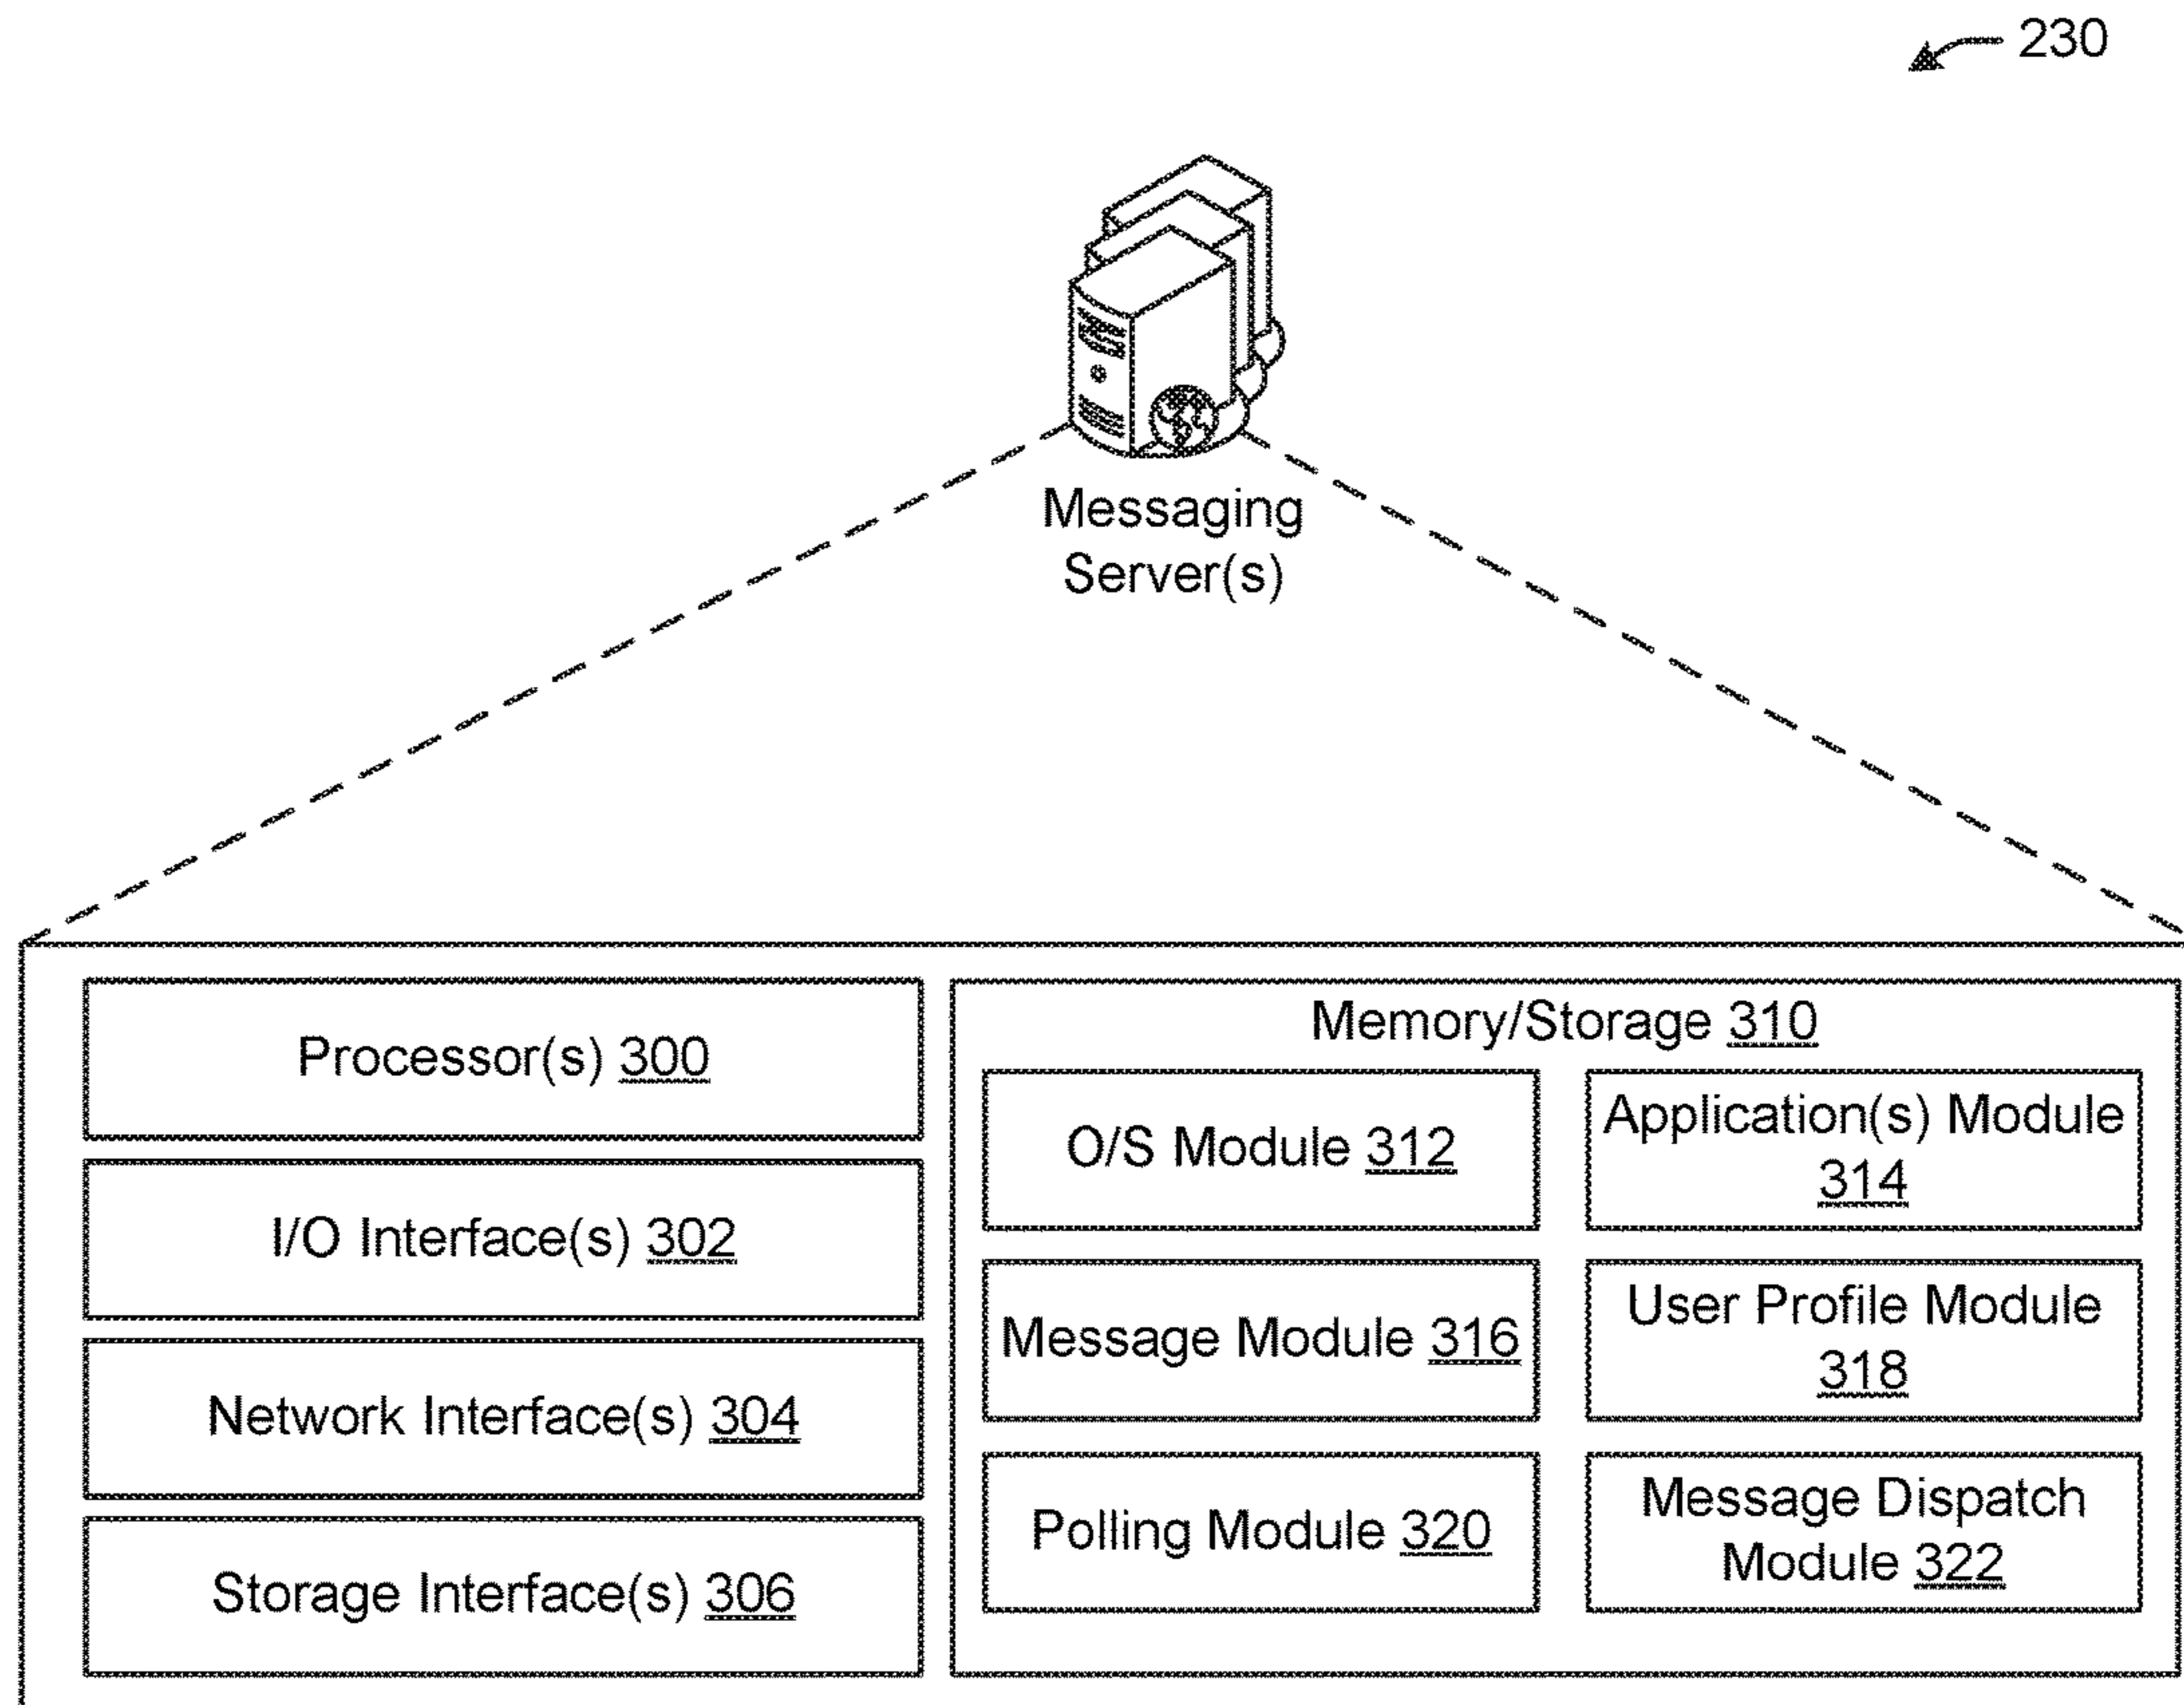 230
Messaging
Server(s)
Processor(s) 300
I/O Interface(s) 302
Network Interface(s) 304
Storage Interface(s) 306
Memory/Storage 310
O/S Module 312
Application(s) Module
314
Message Module 316
User Profile Module
318
Polling Module 320
Message Dispatch
Module 322